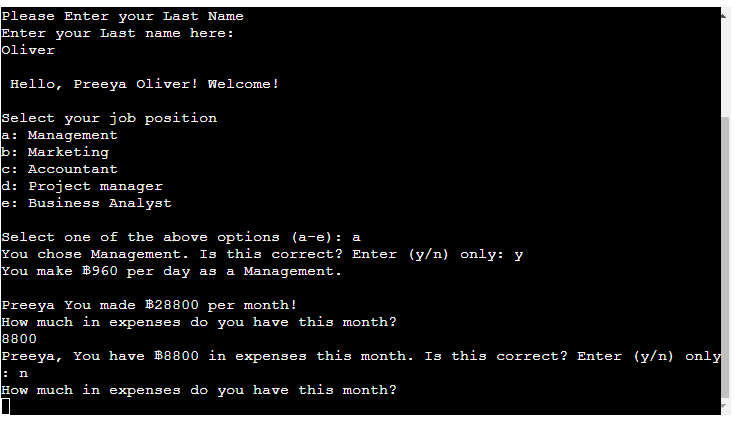 Please Enter your Last Name
Enter your Last name here:
Oliver
Hello, Preeya Oliver! Welcome!
Select your job position
a: Management
b: Marketing
c: Accountant
d: Project manager
e: Business Analyst
Select one of the above options (a-e): a
You chose Management. Is this correct? Enter (y/n) only: y
You make ฿960 per day as a Management.
Preeya You made ฿28800 per month!
How much in expenses do you have this month?
8800
Preeya, You have ฿8800 in expenses this month. Is this correct? Enter (y/n) only
: n
How much in expenses do you have this month?